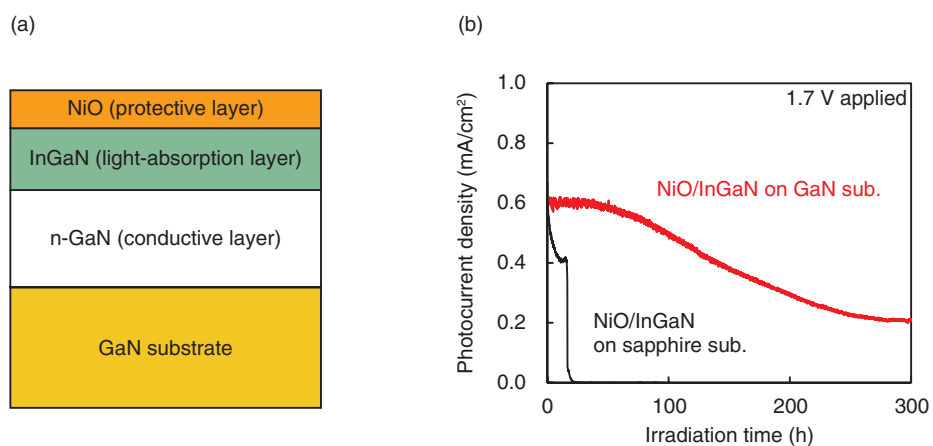 (a)
NiO (protective layer)
InGaN (light-absorption layer)
n-GaN (conductive layer)
GaN substrate
(b)
Photocurrent density (mA/cm²)
1.0
0.8
0.6
0.4
0.2
0.0
1.7 V applied
NiO/InGaN on GaN sub.
NiO/InGaN
on sapphire sub.
0
100
200
300
Irradiation time (h)